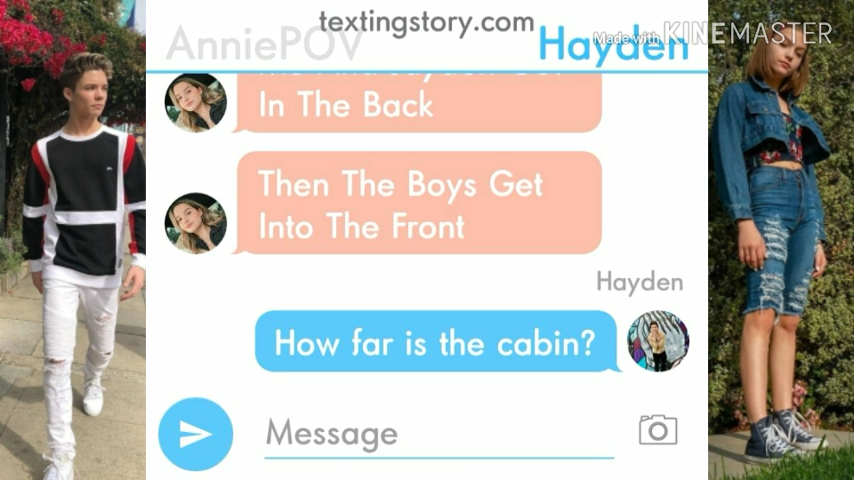 textingstory.com
AnniePOV
Hayden
Made with KINEMASTER
In The Back
Then The Boys Get
Into The Front
Hayden
How far is the cabin?
Message